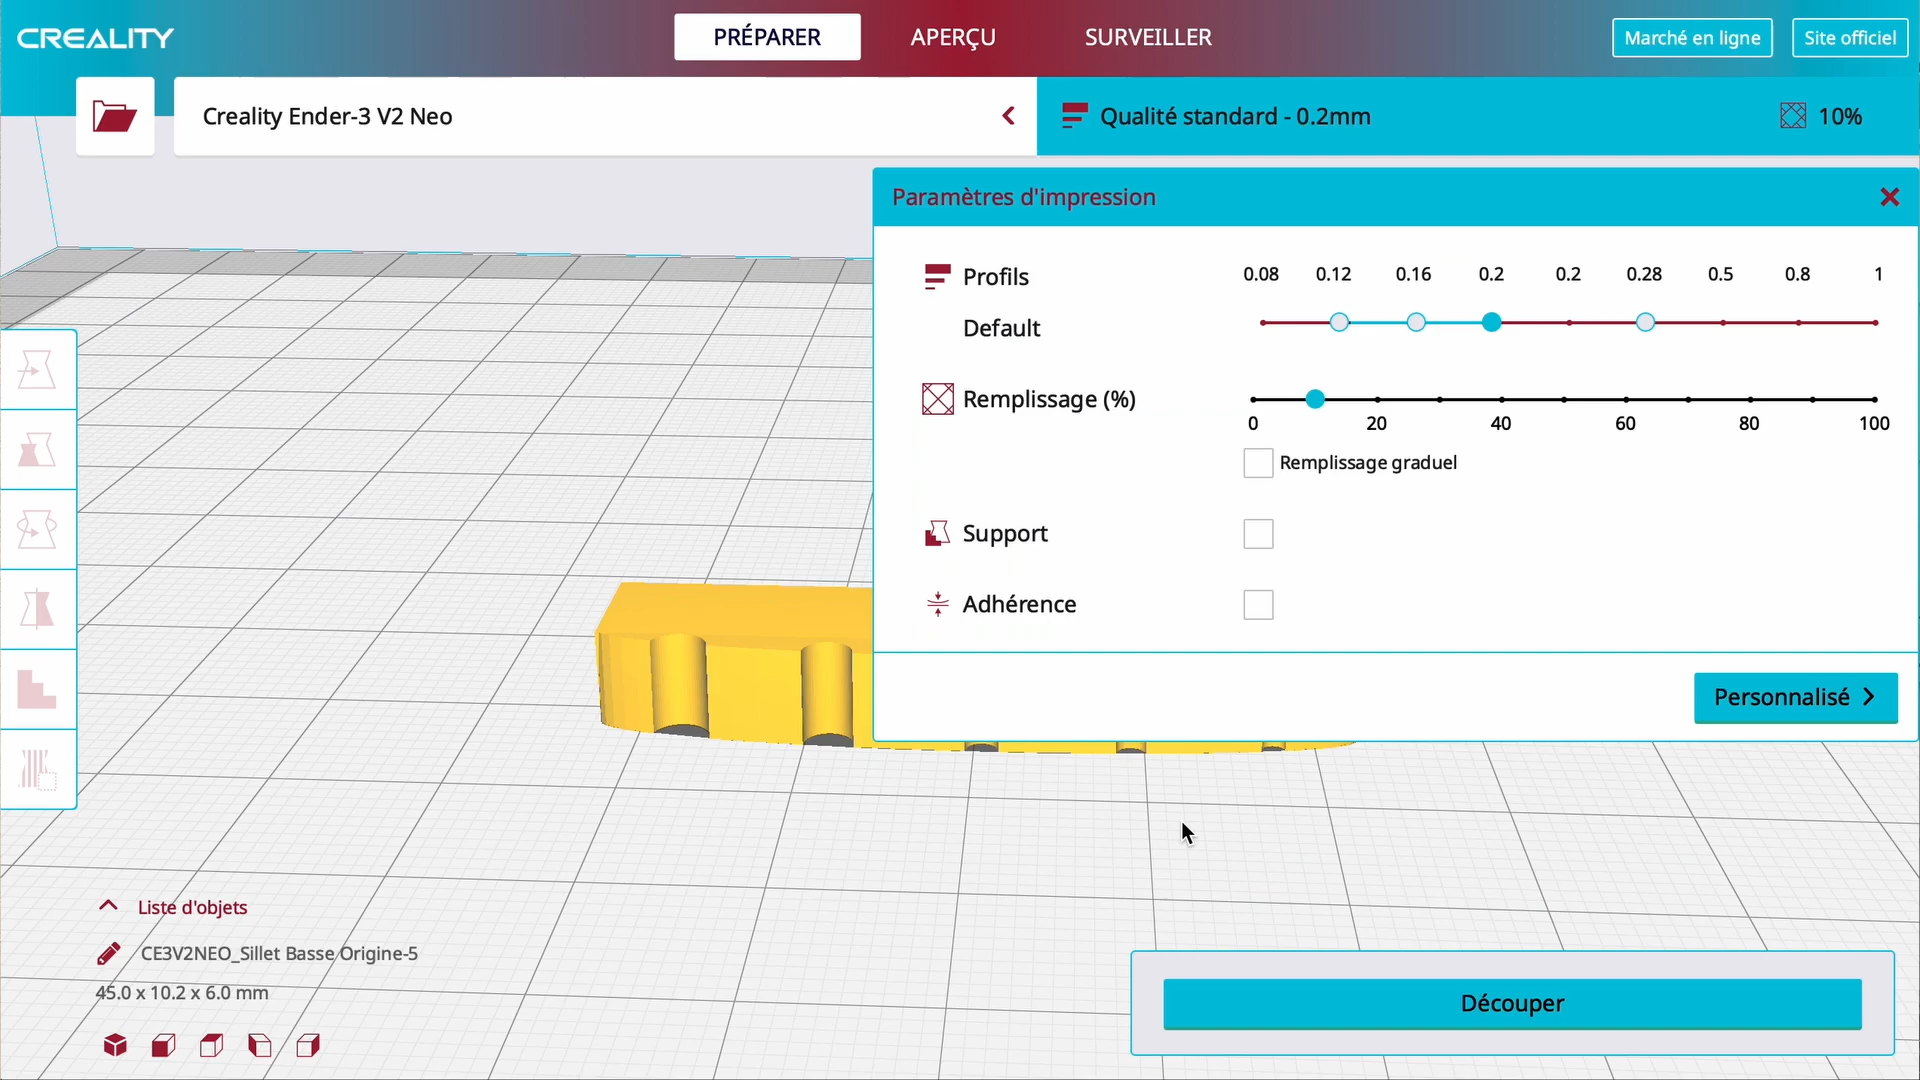 CREALITY
PRÉPARER
APERÇU
SURVEILLER
Marché en ligne
Site officiel
Creality Ender-3 V2 Neo
Qualité standard - 0.2mm
10%
Paramètres d'impression
Profils
0.08 0.12 0.16 0.2 0.2 0.28 0.5 0.8 1
Default
Remplissage (%)
0 20 40 60 80 100
Remplissage graduel
Support
Adhérence
Personnalisé
Liste d'objets
CE3V2NEO_Sillet Basse Origine-5
45.0 x 10.2 x 6.0 mm
Découper